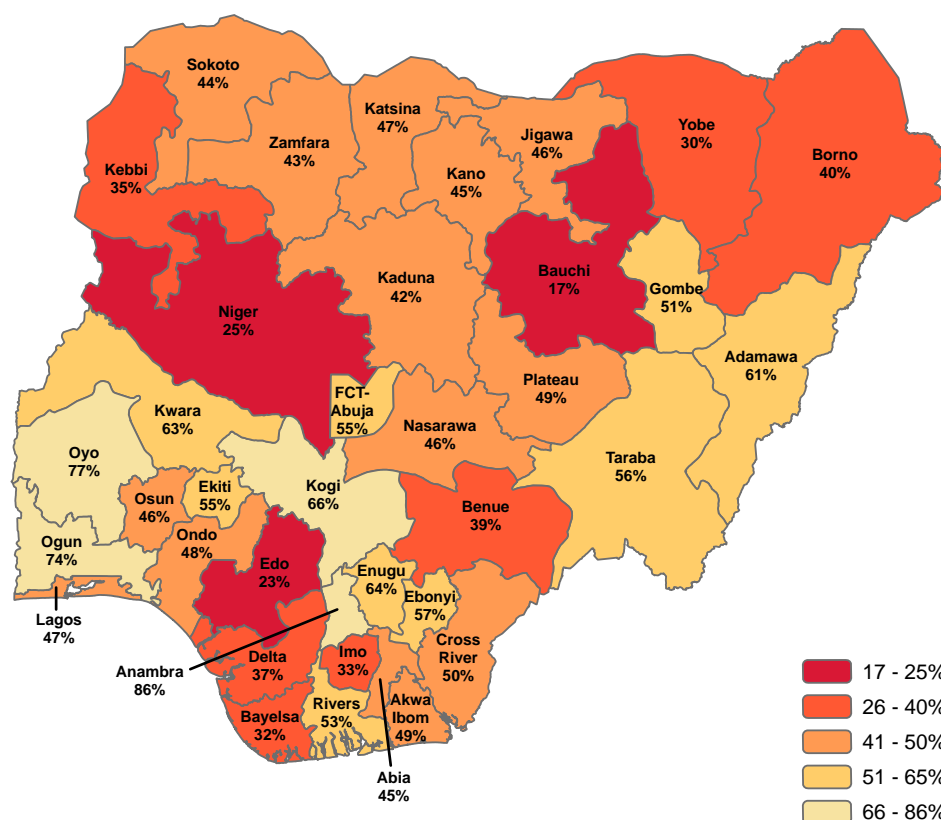 Sokoto
44%
Kebbi
35%
Zamfara
43%
Katsina
47%
Kano
45%
Jigawa
46%
Yobe
30%
Borno
40%
Niger
25%
Kaduna
42%
Bauchi
17%
Gombe
51%
Adamawa
61%
FCT-
Abuja
55%
Plateau
49%
Nasarawa
46%
Taraba
56%
Kwara
63%
Oyo
77%
Osun
46%
Ekiti
55%
Kogi
66%
Benue
39%
Ogun
74%
Ondo
48%
Edo
23%
Enugu
64%
Ebonyi
57%
Lagos
47%
Anambra
86%
Delta
37%
Imo
33%
Cross
River
50%
Bayelsa
32%
Rivers
53%
Akwa
Ibom
49%
Abia
45%
17 - 25%
26 - 40%
41 - 50%
51 - 65%
66 - 86%